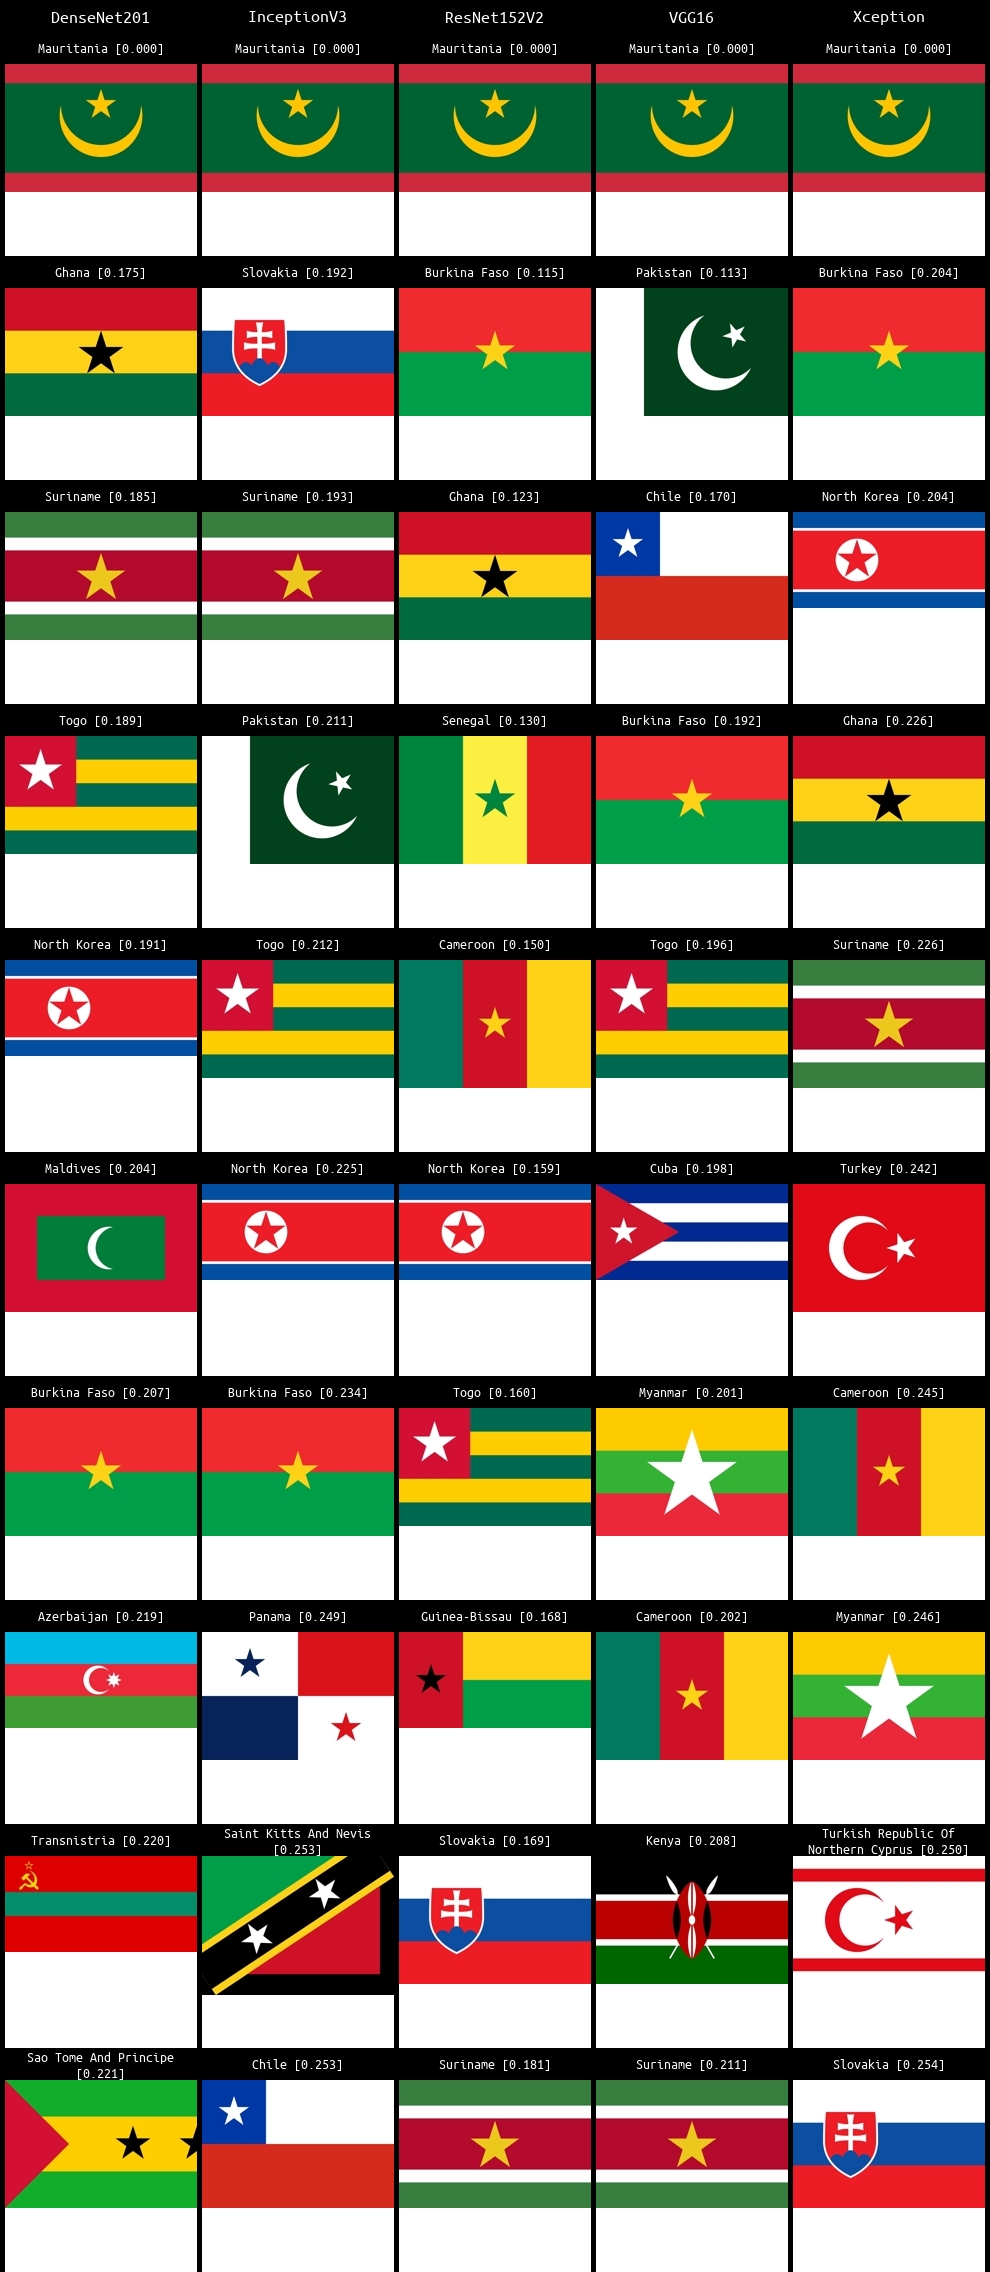 DenseNet201 InceptionV3 ResNet152V2 VGG16 Xception
Mauritania [0.000] Mauritania [0.000] Mauritania [0.000] Mauritania [0.000] Mauritania [0.000]
Ghana [0.175] Slovakia [0.192] Burkina Faso [0.115] Pakistan [0.113] Burkina Faso [0.204]
Suriname [0.185] Suriname [0.193] Ghana [0.123] Chile [0.170] North Korea [0.204]
Togo [0.189] Pakistan [0.211] Senegal [0.130] Burkina Faso [0.192] Ghana [0.226]
North Korea [0.191] Togo [0.212] Cameroon [0.150] Togo [0.196] Suriname [0.226]
Maldives [0.204] North Korea [0.225] North Korea [0.159] Cuba [0.198] Turkey [0.242]
Burkina Faso [0.207] Burkina Faso [0.234] Togo [0.160] Myanmar [0.201] Cameroon [0.245]
Azerbaijan [0.219] Panama [0.249] Guinea-Bissau [0.168] Cameroon [0.202] Myanmar [0.246]
Transnistria [0.220]
Saint Kitts And Nevis
[0.253]
Slovakia [0.169]
Kenya [0.208]
Turkish Republic Of
Northern Cyprus [0.250]
Sao Tome And Principe
[0.221]
Chile [0.253]
Suriname [0.181]
Suriname [0.211]
Slovakia [0.254]